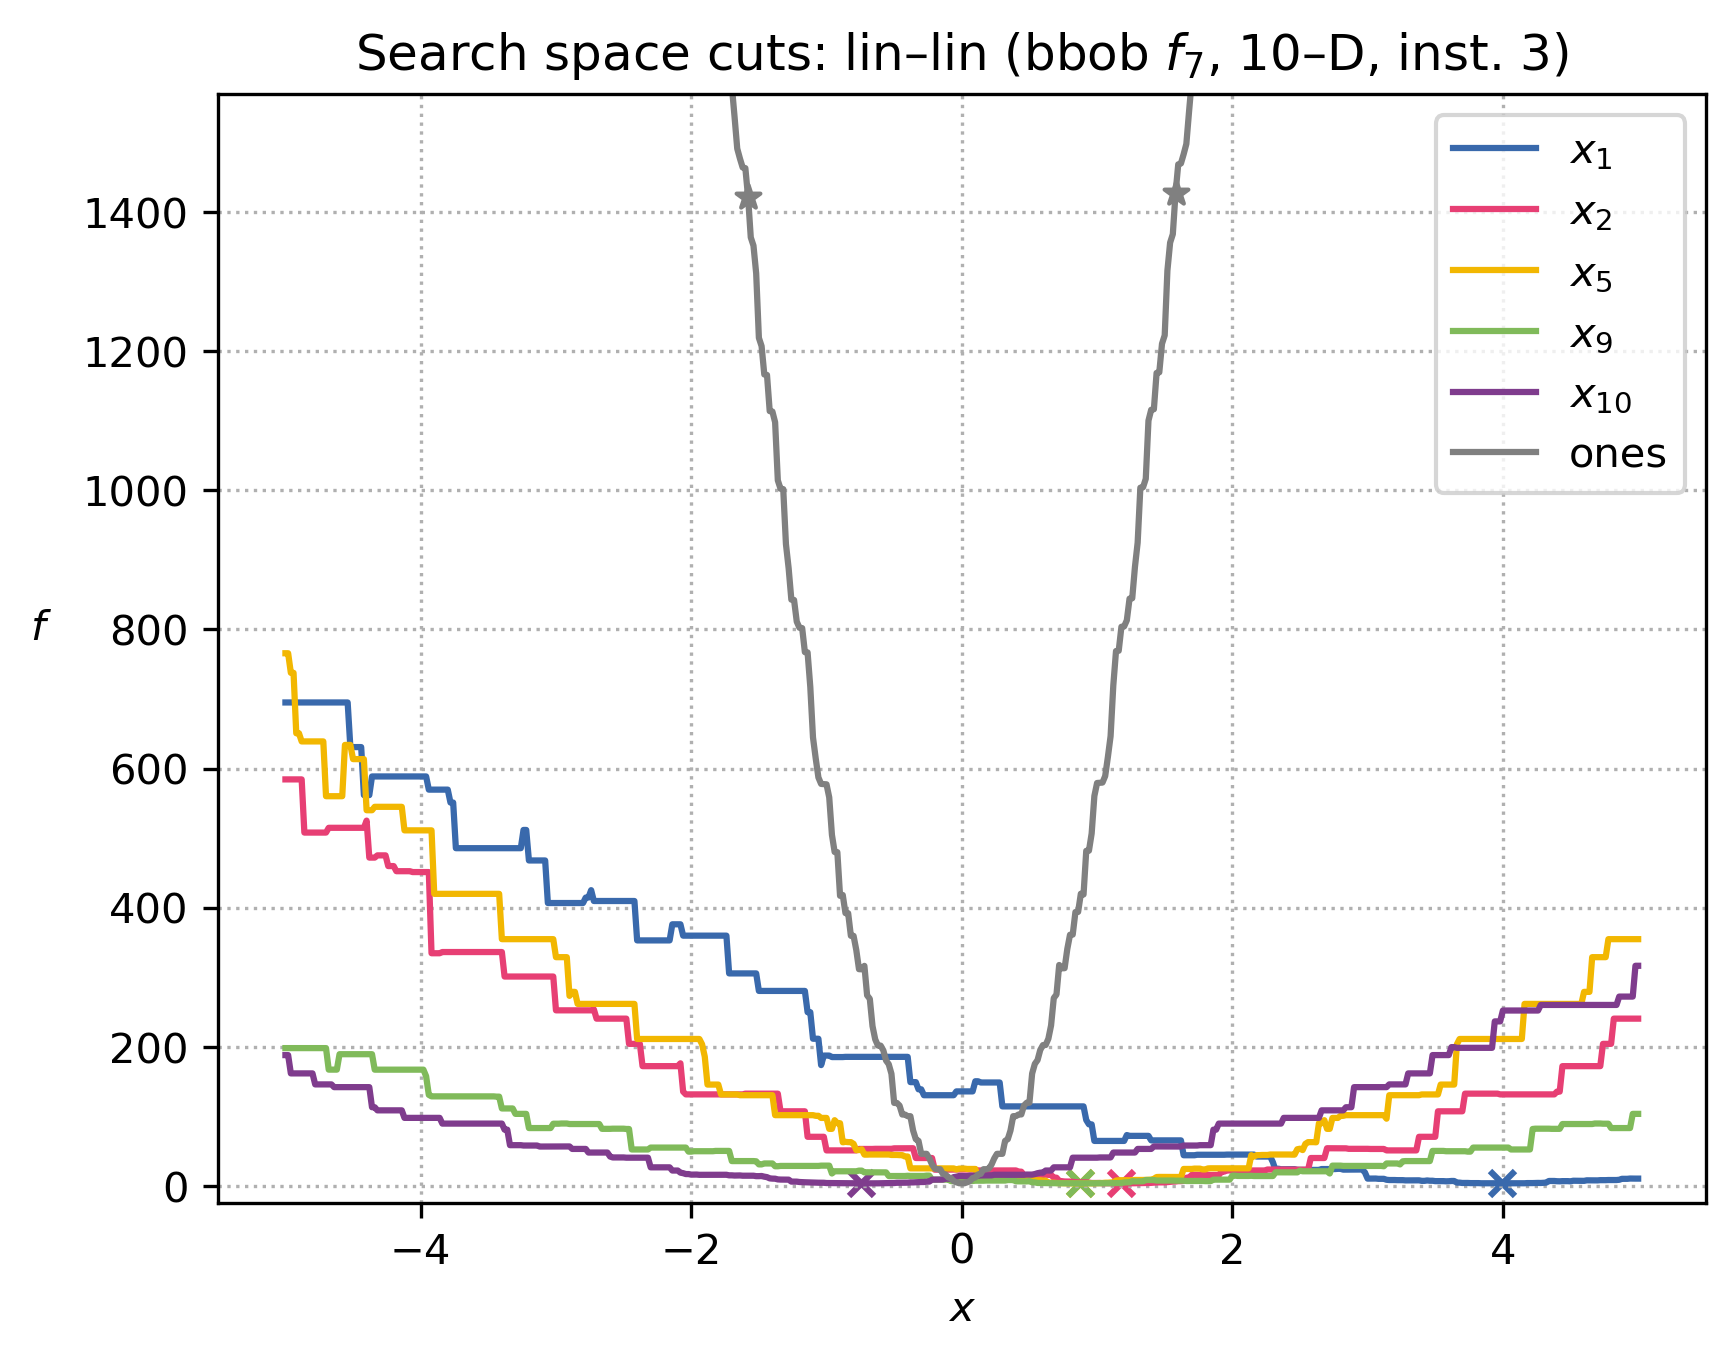 Search space cuts: lin–lin (bbob f₇, 10–D, inst. 3)
1400
1200
1000
800
600
400
200
0
f
−4
−2
0
2
4
x
x₁
x₂
x₅
x₉
x₁₀
ones